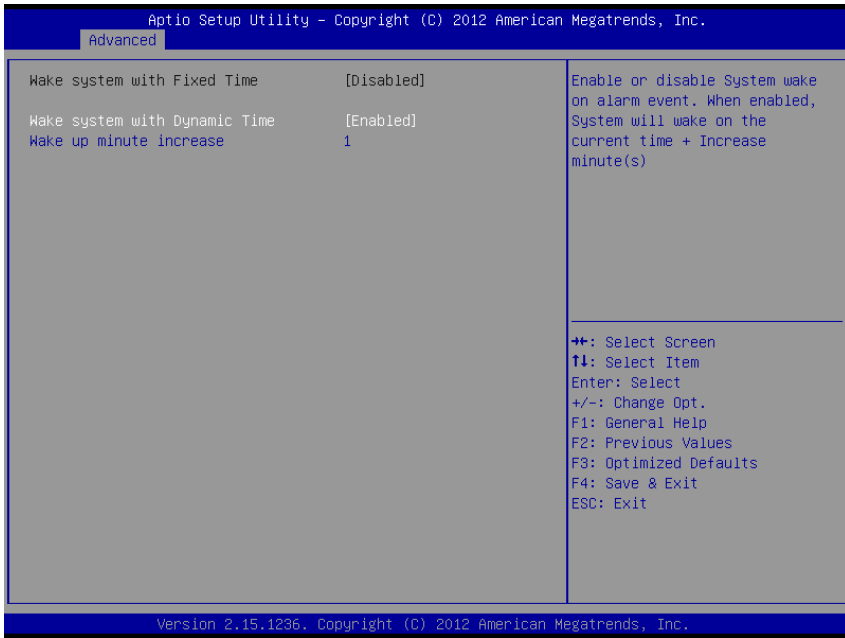 Aptio Setup Utility – Copyright (C) 2012 American Megatrends, Inc.
Advanced
Wake system with Fixed Time [Disabled]
Wake system with Dynamic Time [Enabled]
Wake up minute increase 1
Enable or disable System wake
on alarm event. When enabled,
System will wake on the
current time + Increase
minute(s)
→←: Select Screen
↑↓: Select Item
Enter: Select
+/-: Change Opt.
F1: General Help
F2: Previous Values
F3: Optimized Defaults
F4: Save & Exit
ESC: Exit
Version 2.15.1236. Copyright (C) 2012 American Megatrends, Inc.